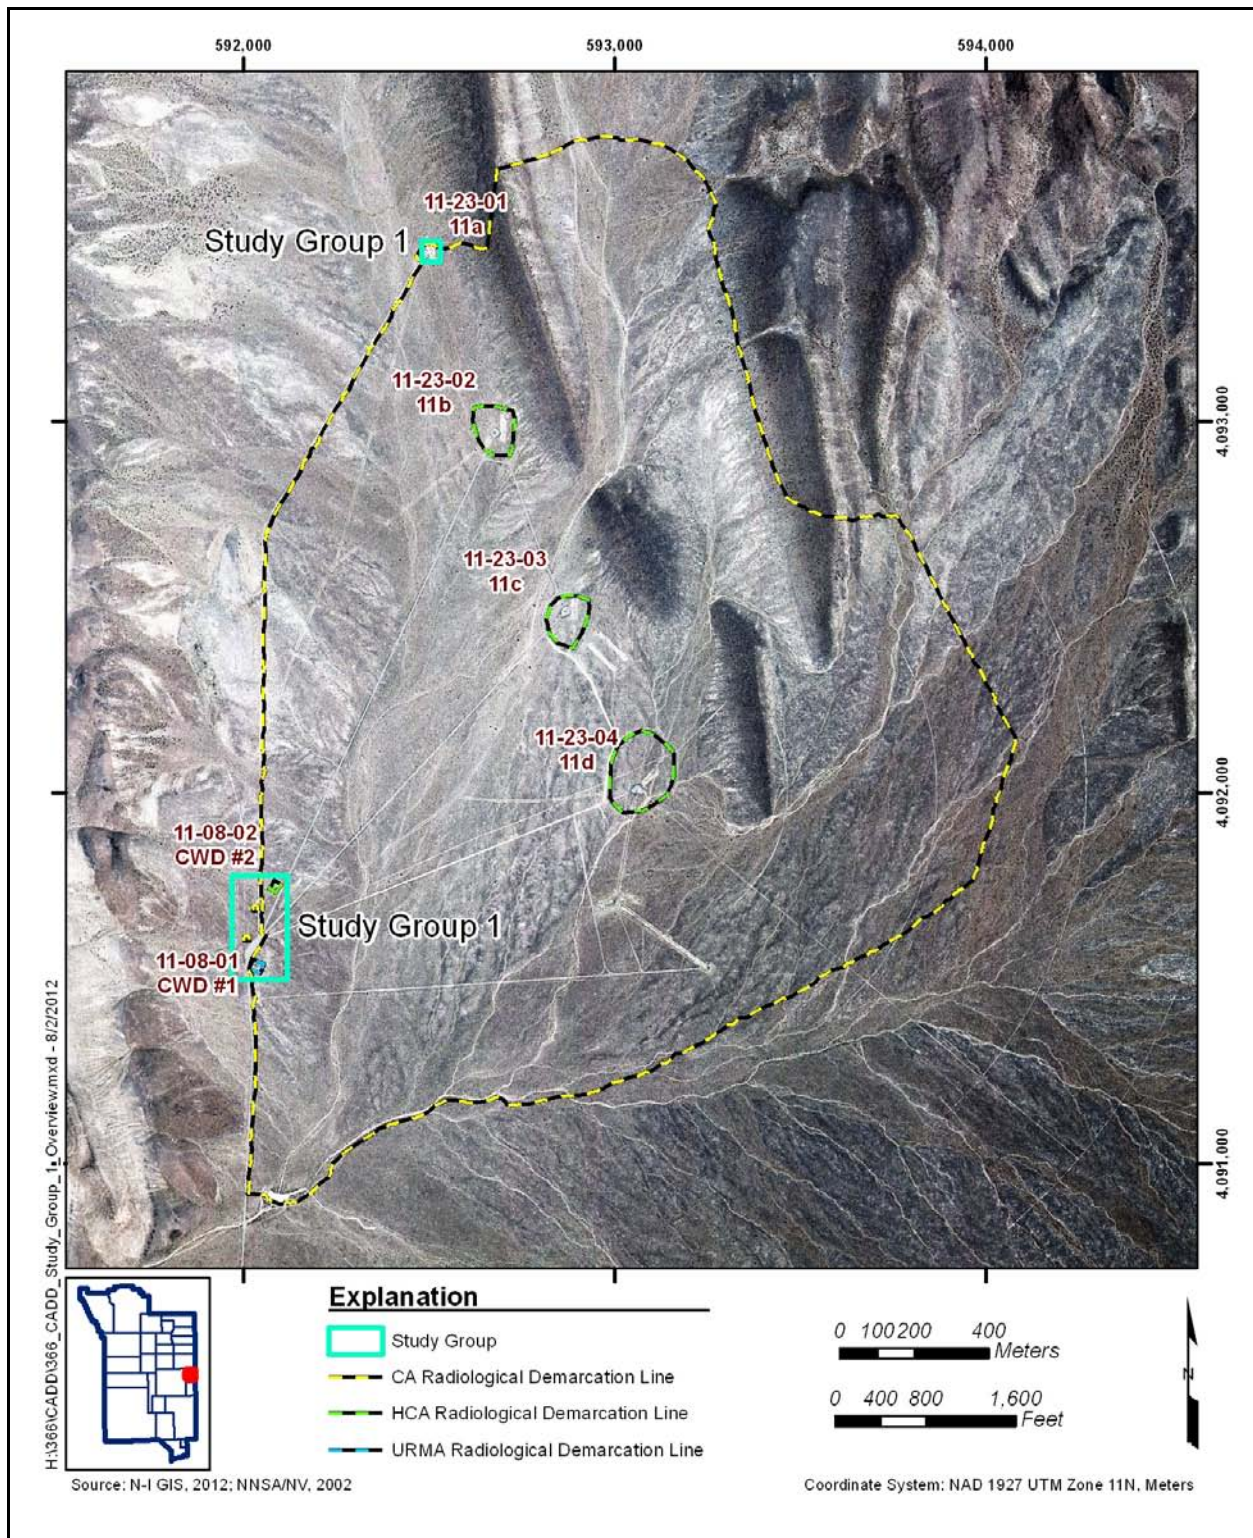 592,000
593,000
594,000
11-23-01
11a
Study Group 1
11-23-02
11b
4,093,000
11-23-03
11c
11-23-04
11d
4,092,000
11-08-02
CWD #2
Study Group 1
11-08-01
CWD #1
4,091,000
H:\366\CADD\366_CADD_Study_Group_1_Overview.mxd - 8/2/2012
Explanation
Study Group
CA Radiological Demarcation Line
HCA Radiological Demarcation Line
URMA Radiological Demarcation Line
0 100 200 400
Meters
0 400 800 1,600
Feet
N
Source: N-I GIS, 2012; NNSA/NV, 2002
Coordinate System: NAD 1927 UTM Zone 11N, Meters